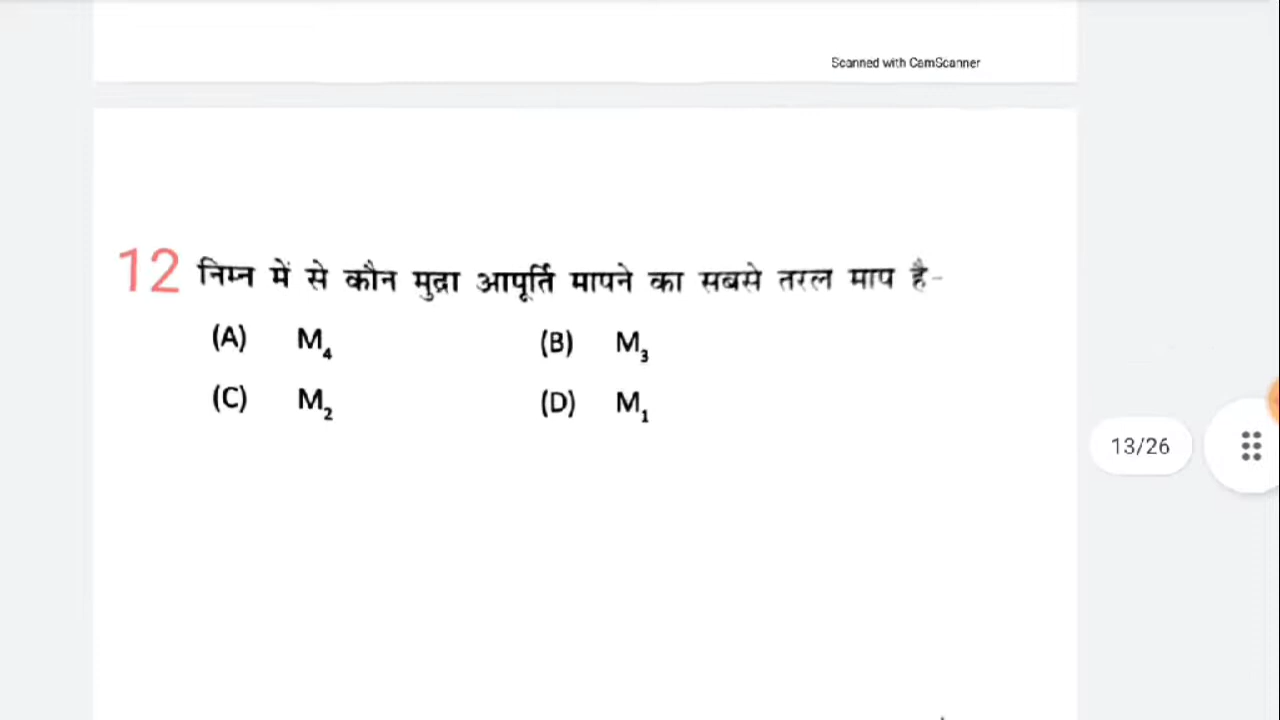 Scanned with CamScanner
12 निम्न में से कौन मुद्रा आपूर्ति मापने का सबसे तरल माप है-
(A) M₄ (B) M₃
(C) M₂ (D) M₁
13/26